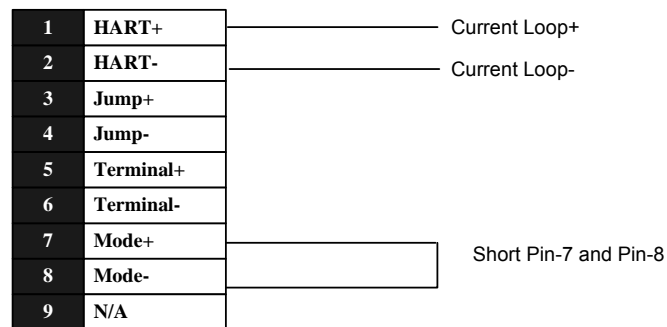 1 HART+ Current Loop+
2 HART- Current Loop-
3 Jump+
4 Jump-
5 Terminal+
6 Terminal-
7 Mode+
Short Pin-7 and Pin-8
8 Mode-
9 N/A